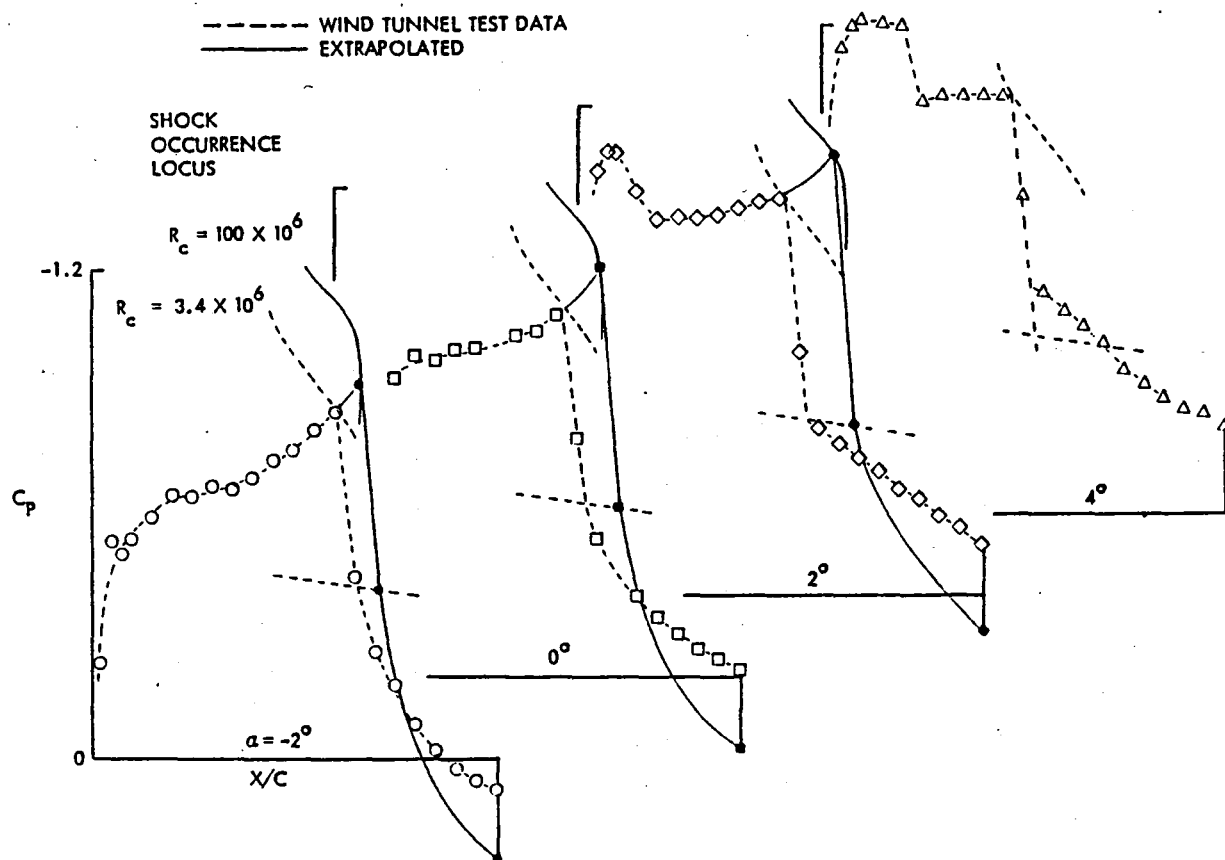 WIND TUNNEL TEST DATA
EXTRAPOLATED
SHOCK
OCCURRENCE
LOCUS
R_c = 100 X 10^6
-1.2
R_c = 3.4 X 10^6
C_p
4°
2°
0°
α = -2°
0
X/C